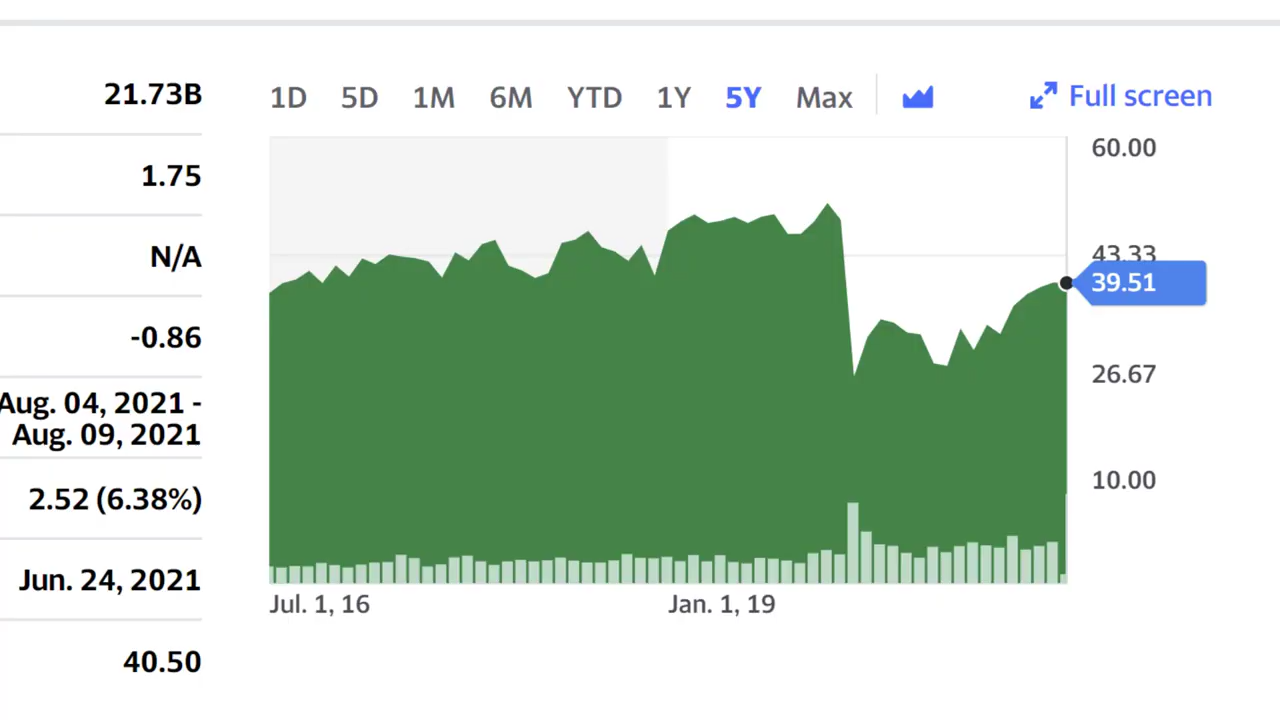 21.73B
1.75
N/A
-0.86
Aug. 04, 2021 -
Aug. 09, 2021
2.52 (6.38%)
Jun. 24, 2021
40.50
1D 5D 1M 6M YTD 1Y 5Y Max Full screen
60.00
43.33
39.51
26.67
10.00
Jul. 1, 16 Jan. 1, 19